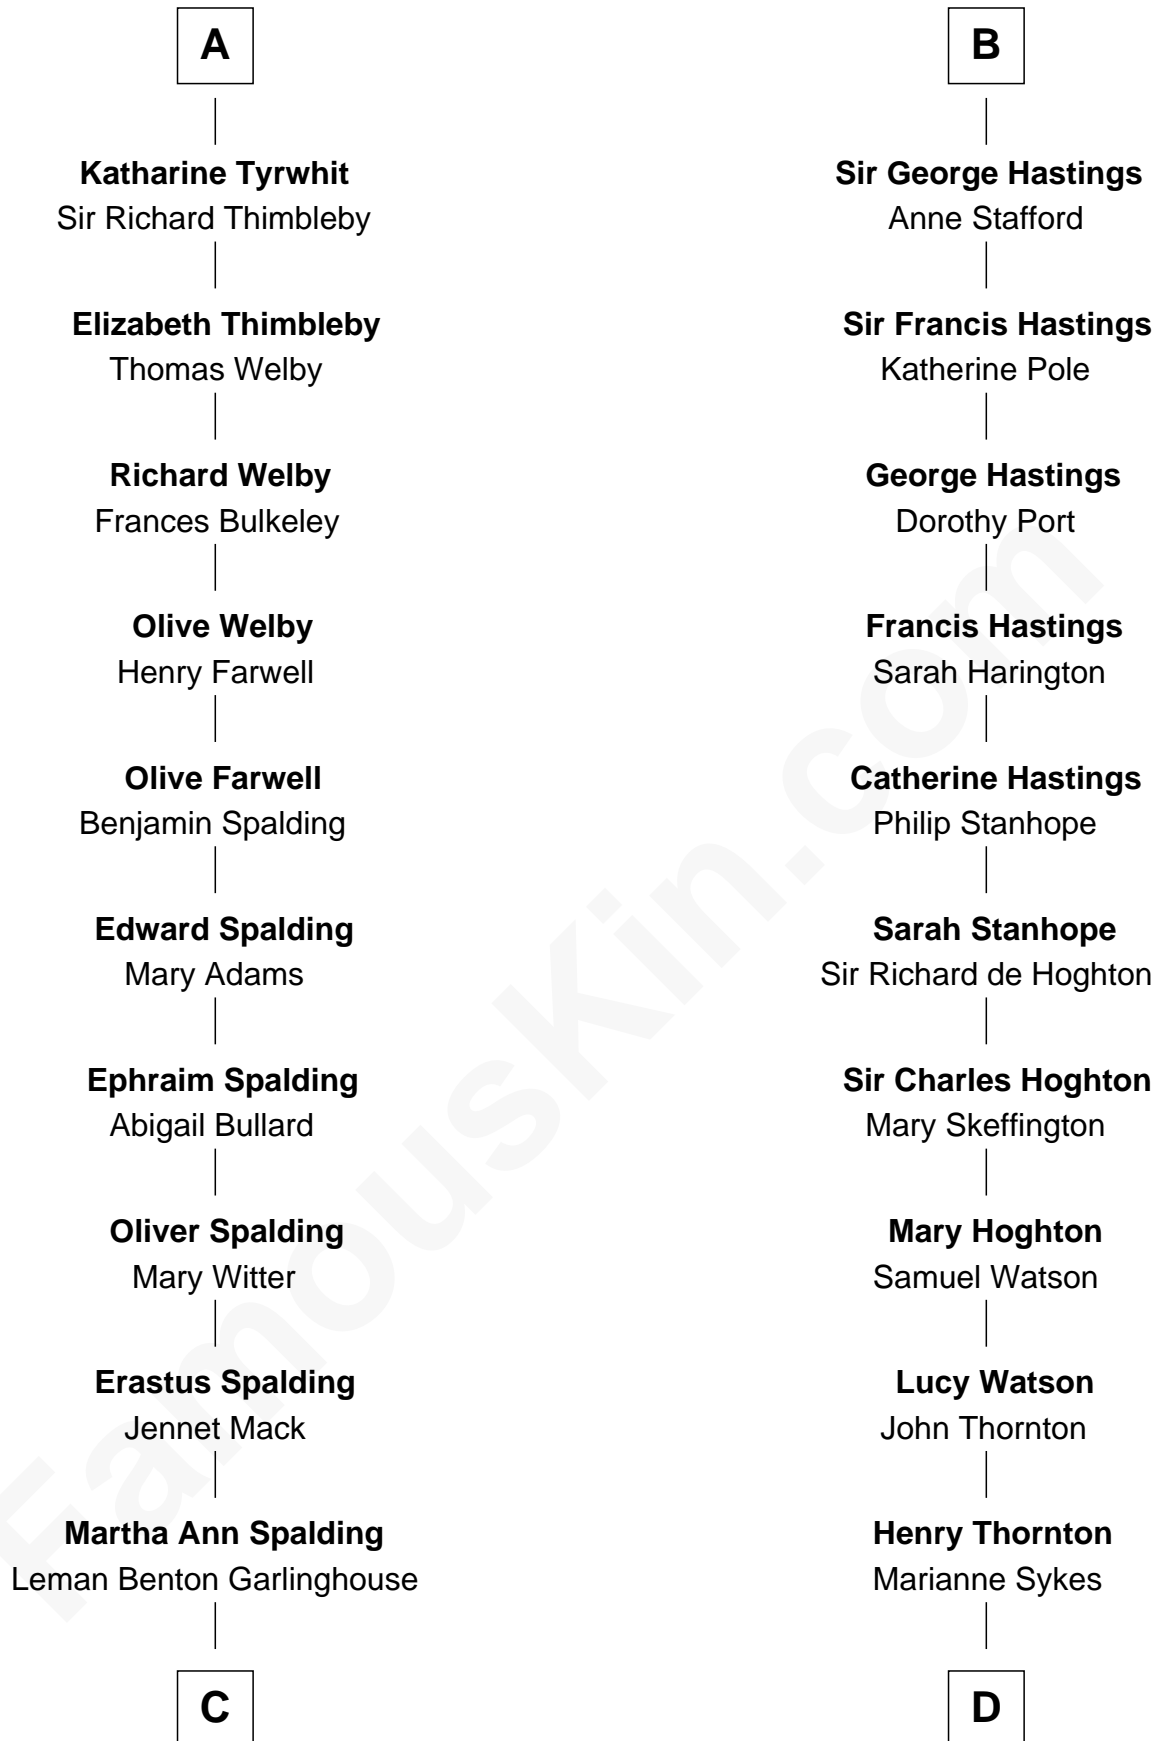 A
Katharine Tyrwhit
Sir Richard Thimbleby
Elizabeth Thimbleby
Thomas Welby
Richard Welby
Frances Bulkeley
Olive Welby
Henry Farwell
Olive Farwell
Benjamin Spalding
Edward Spalding
Mary Adams
Ephraim Spalding
Abigail Bullard
Oliver Spalding
Mary Witter
Erastus Spalding
Jennet Mack
Martha Ann Spalding
Leman Benton Garlinghouse
C
B
Sir George Hastings
Anne Stafford
Sir Francis Hastings
Katherine Pole
George Hastings
Dorothy Port
Francis Hastings
Sarah Harington
Catherine Hastings
Philip Stanhope
Sarah Stanhope
Sir Richard de Hoghton
Sir Charles Hoghton
Mary Skeffington
Mary Hoghton
Samuel Watson
Lucy Watson
John Thornton
Henry Thornton
Marianne Sykes
D
FamousKin.com